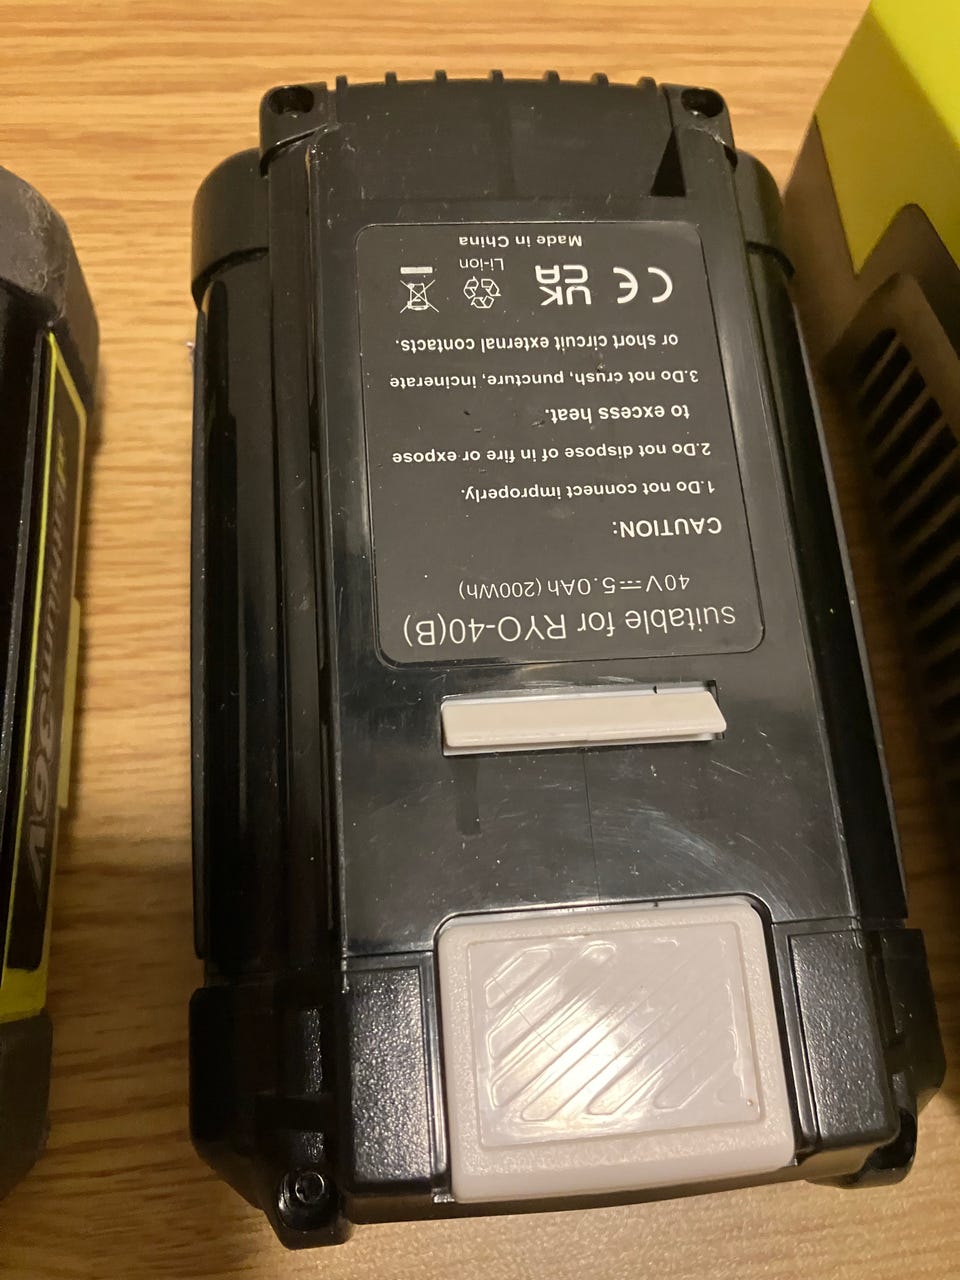 suitable for RYO-40(B)
40V⎓5.0Ah (200Wh)
CAUTION:
1.Do not connect improperly.
2.Do not dispose of in fire or expose
to excess heat.
3.Do not crush, puncture, incinerate
or short circuit external contacts.
CE UK CA Li-ion
Made in China
36V